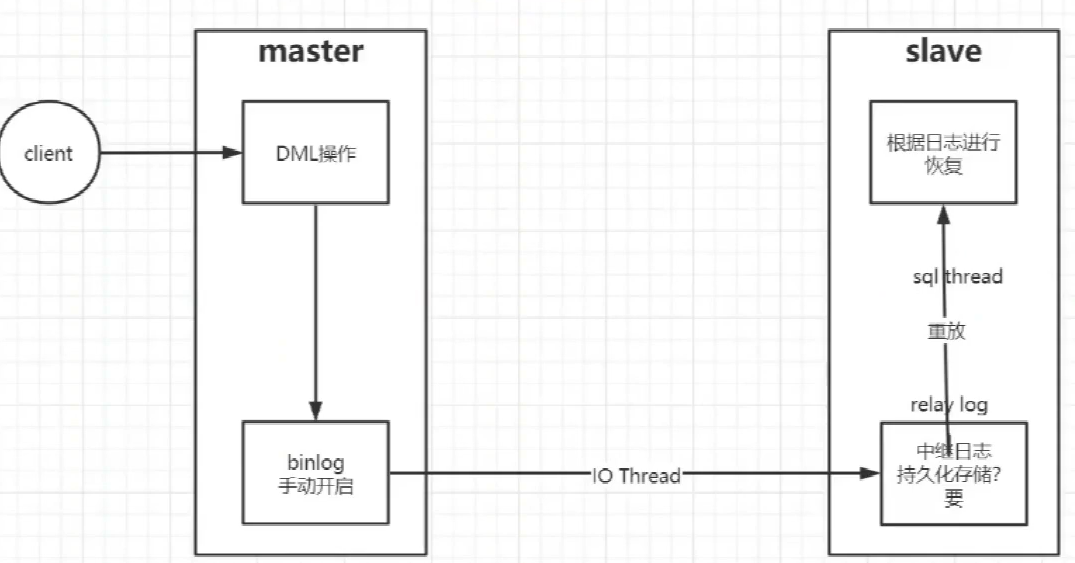 master
slave
client
DML操作
根据日志进行
恢复
sql thread
重放
relay log
binlog
手动开启
IO Thread
中继日志
持久化存储?
要